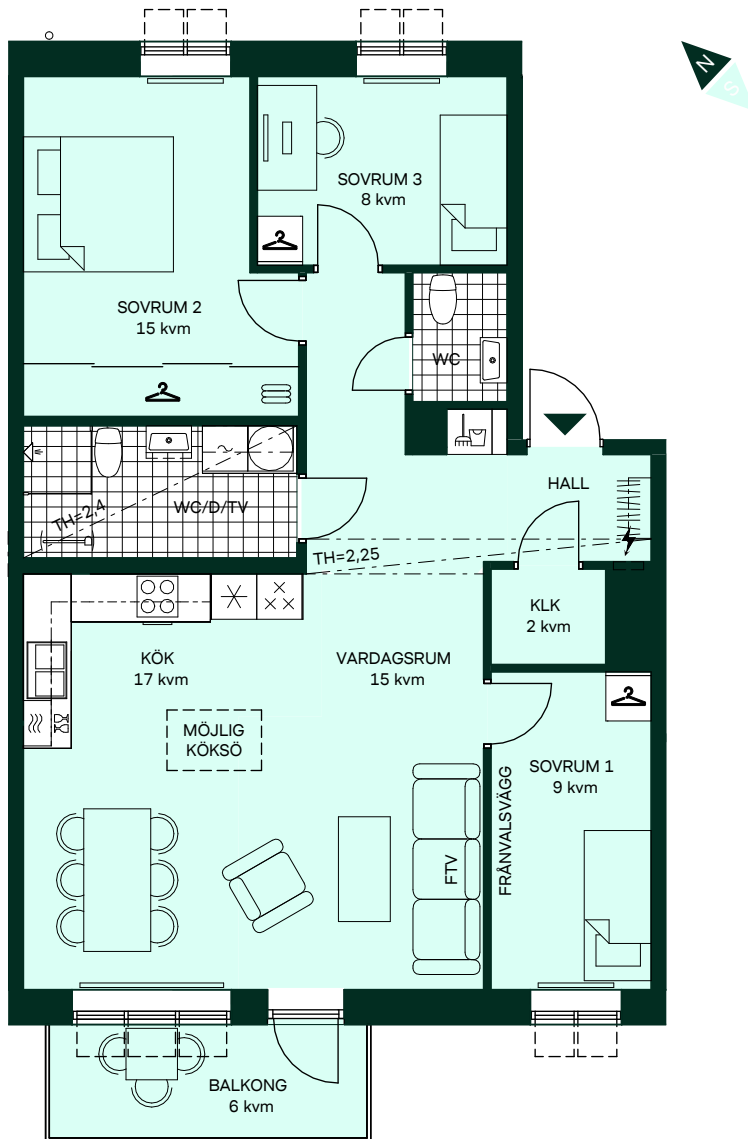 N
S
SOVRUM 3
8 kvm
SOVRUM 2
15 kvm
WC
HALL
WC/D/TV
TH=2,4
TH=2,25
KLK
2 kvm
KÖK
17 kvm
VARDAGSRUM
15 kvm
MÖJLIG
KÖKSÖ
SOVRUM 1
9 kvm
FRÅNVALSVÄGG
FTV
BALKONG
6 kvm